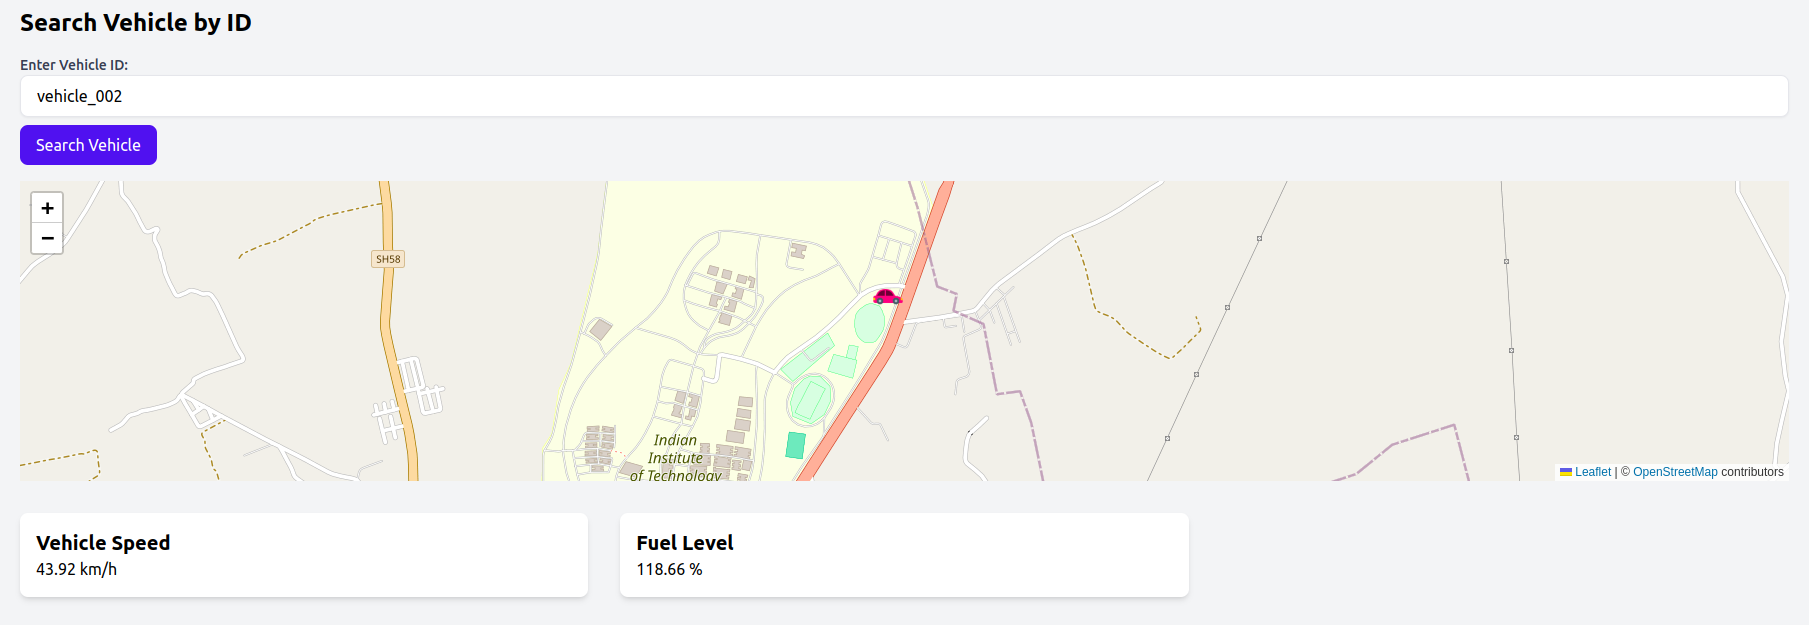 Search Vehicle by ID
Enter Vehicle ID:
vehicle_002
Search Vehicle
+
−
SH58
Indian
Institute
of Technology
Leaflet | © OpenStreetMap contributors
Vehicle Speed
43.92 km/h
Fuel Level
118.66 %